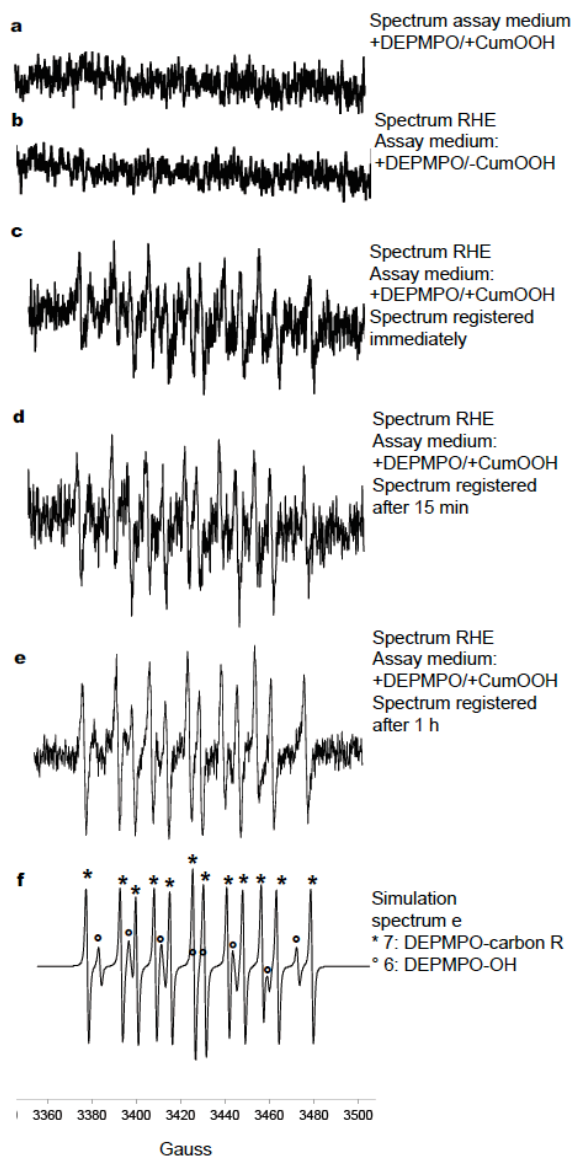 a
Spectrum assay medium
+DEPMPO/+CumOOH
b
Spectrum RHE
Assay medium:
+DEPMPO/-CumOOH
c
Spectrum RHE
Assay medium:
+DEPMPO/+CumOOH
Spectrum registered
immediately
d
Spectrum RHE
Assay medium:
+DEPMPO/+CumOOH
Spectrum registered
after 15 min
e
Spectrum RHE
Assay medium:
+DEPMPO/+CumOOH
Spectrum registered
after 1 h
f
Simulation
spectrum e
* 7: DEPMPO-carbon R
° 6: DEPMPO-OH
3360 3380 3400 3420 3440 3460 3480 3500
Gauss